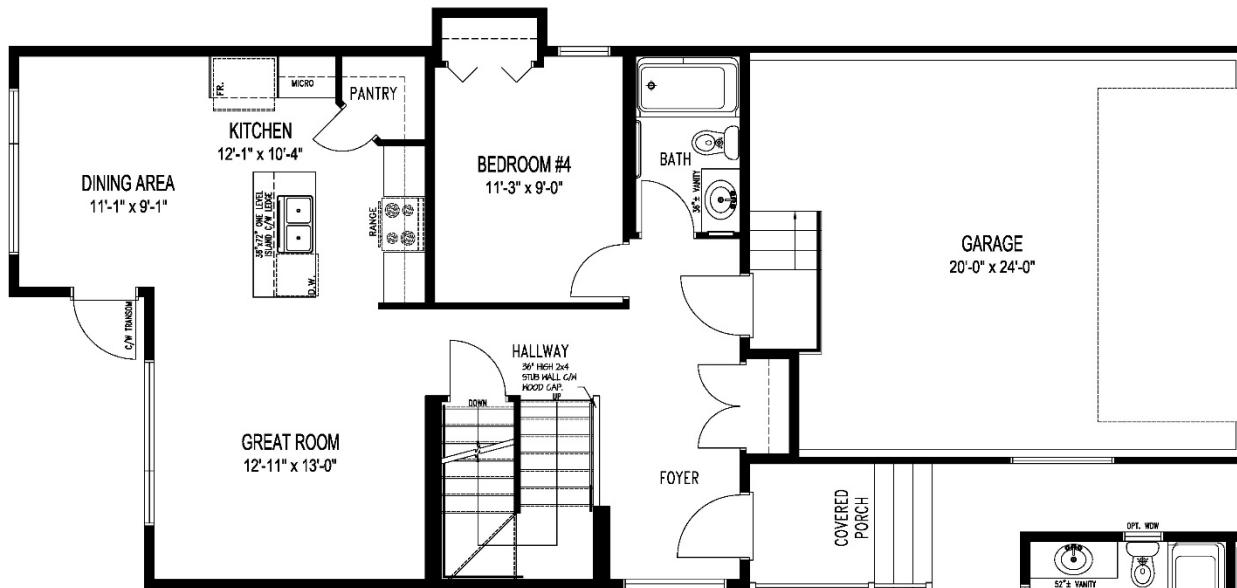 FR.
MICRO
PANTRY
KITCHEN
12'-1" x 10'-4"
DINING AREA
11'-1" x 9'-1"
36"x72" ONE LEVEL
ISLAND C/W LEDGE
D.W.
RANGE
BEDROOM #4
11'-3" x 9'-0"
BATH
36"± VANITY
GARAGE
20'-0" x 24'-0"
C/W TRANSOM
HALLWAY
36" HIGH 2x4
STUB WALL C/W
WOOD CAP.
UP
DOWN
GREAT ROOM
12'-11" x 13'-0"
FOYER
COVERED
PORCH
OPT. WDW
52"± VANITY